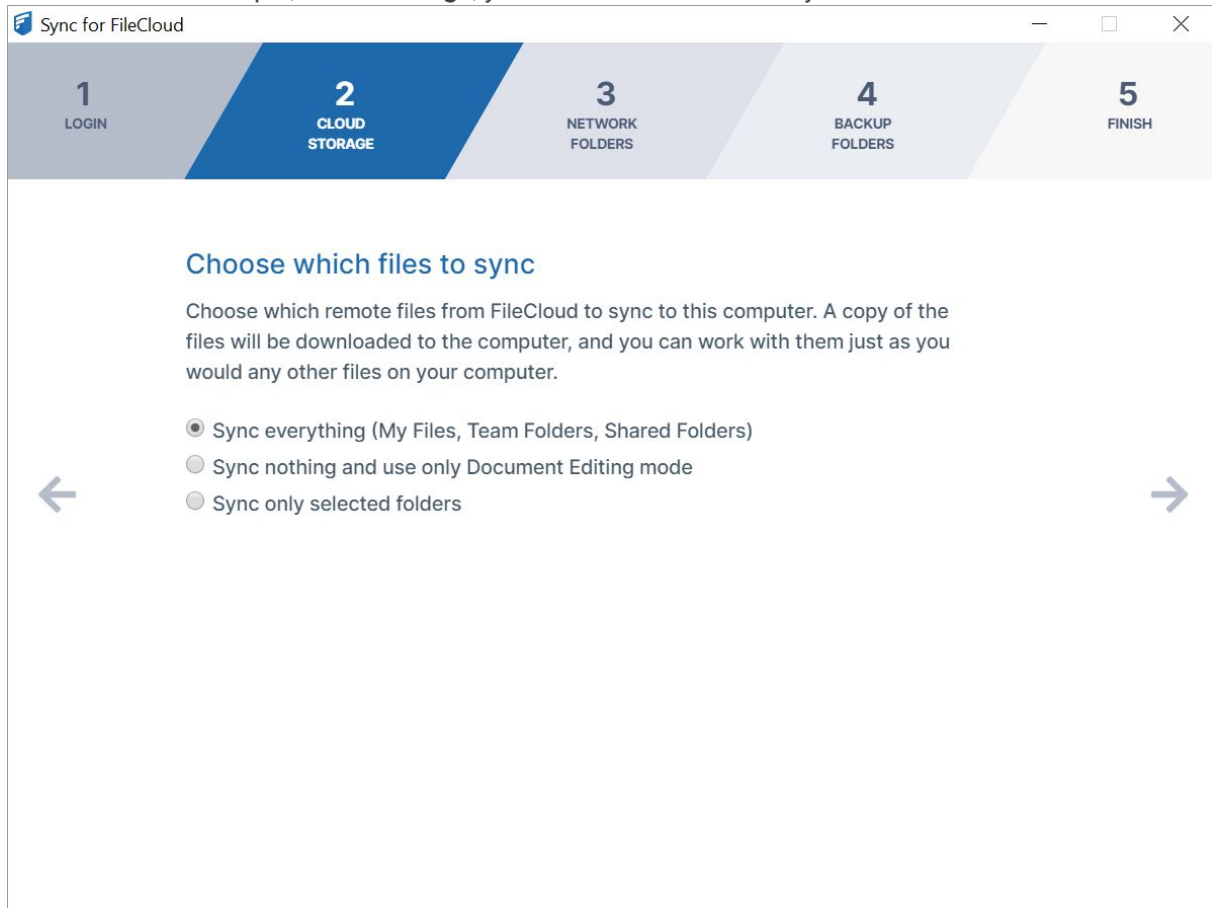 Sync for FileCloud
1
LOGIN
2
CLOUD
STORAGE
3
NETWORK
FOLDERS
4
BACKUP
FOLDERS
5
FINISH
Choose which files to sync
Choose which remote files from FileCloud to sync to this computer. A copy of the
files will be downloaded to the computer, and you can work with them just as you
would any other files on your computer.
Sync everything (My Files, Team Folders, Shared Folders)
Sync nothing and use only Document Editing mode
Sync only selected folders